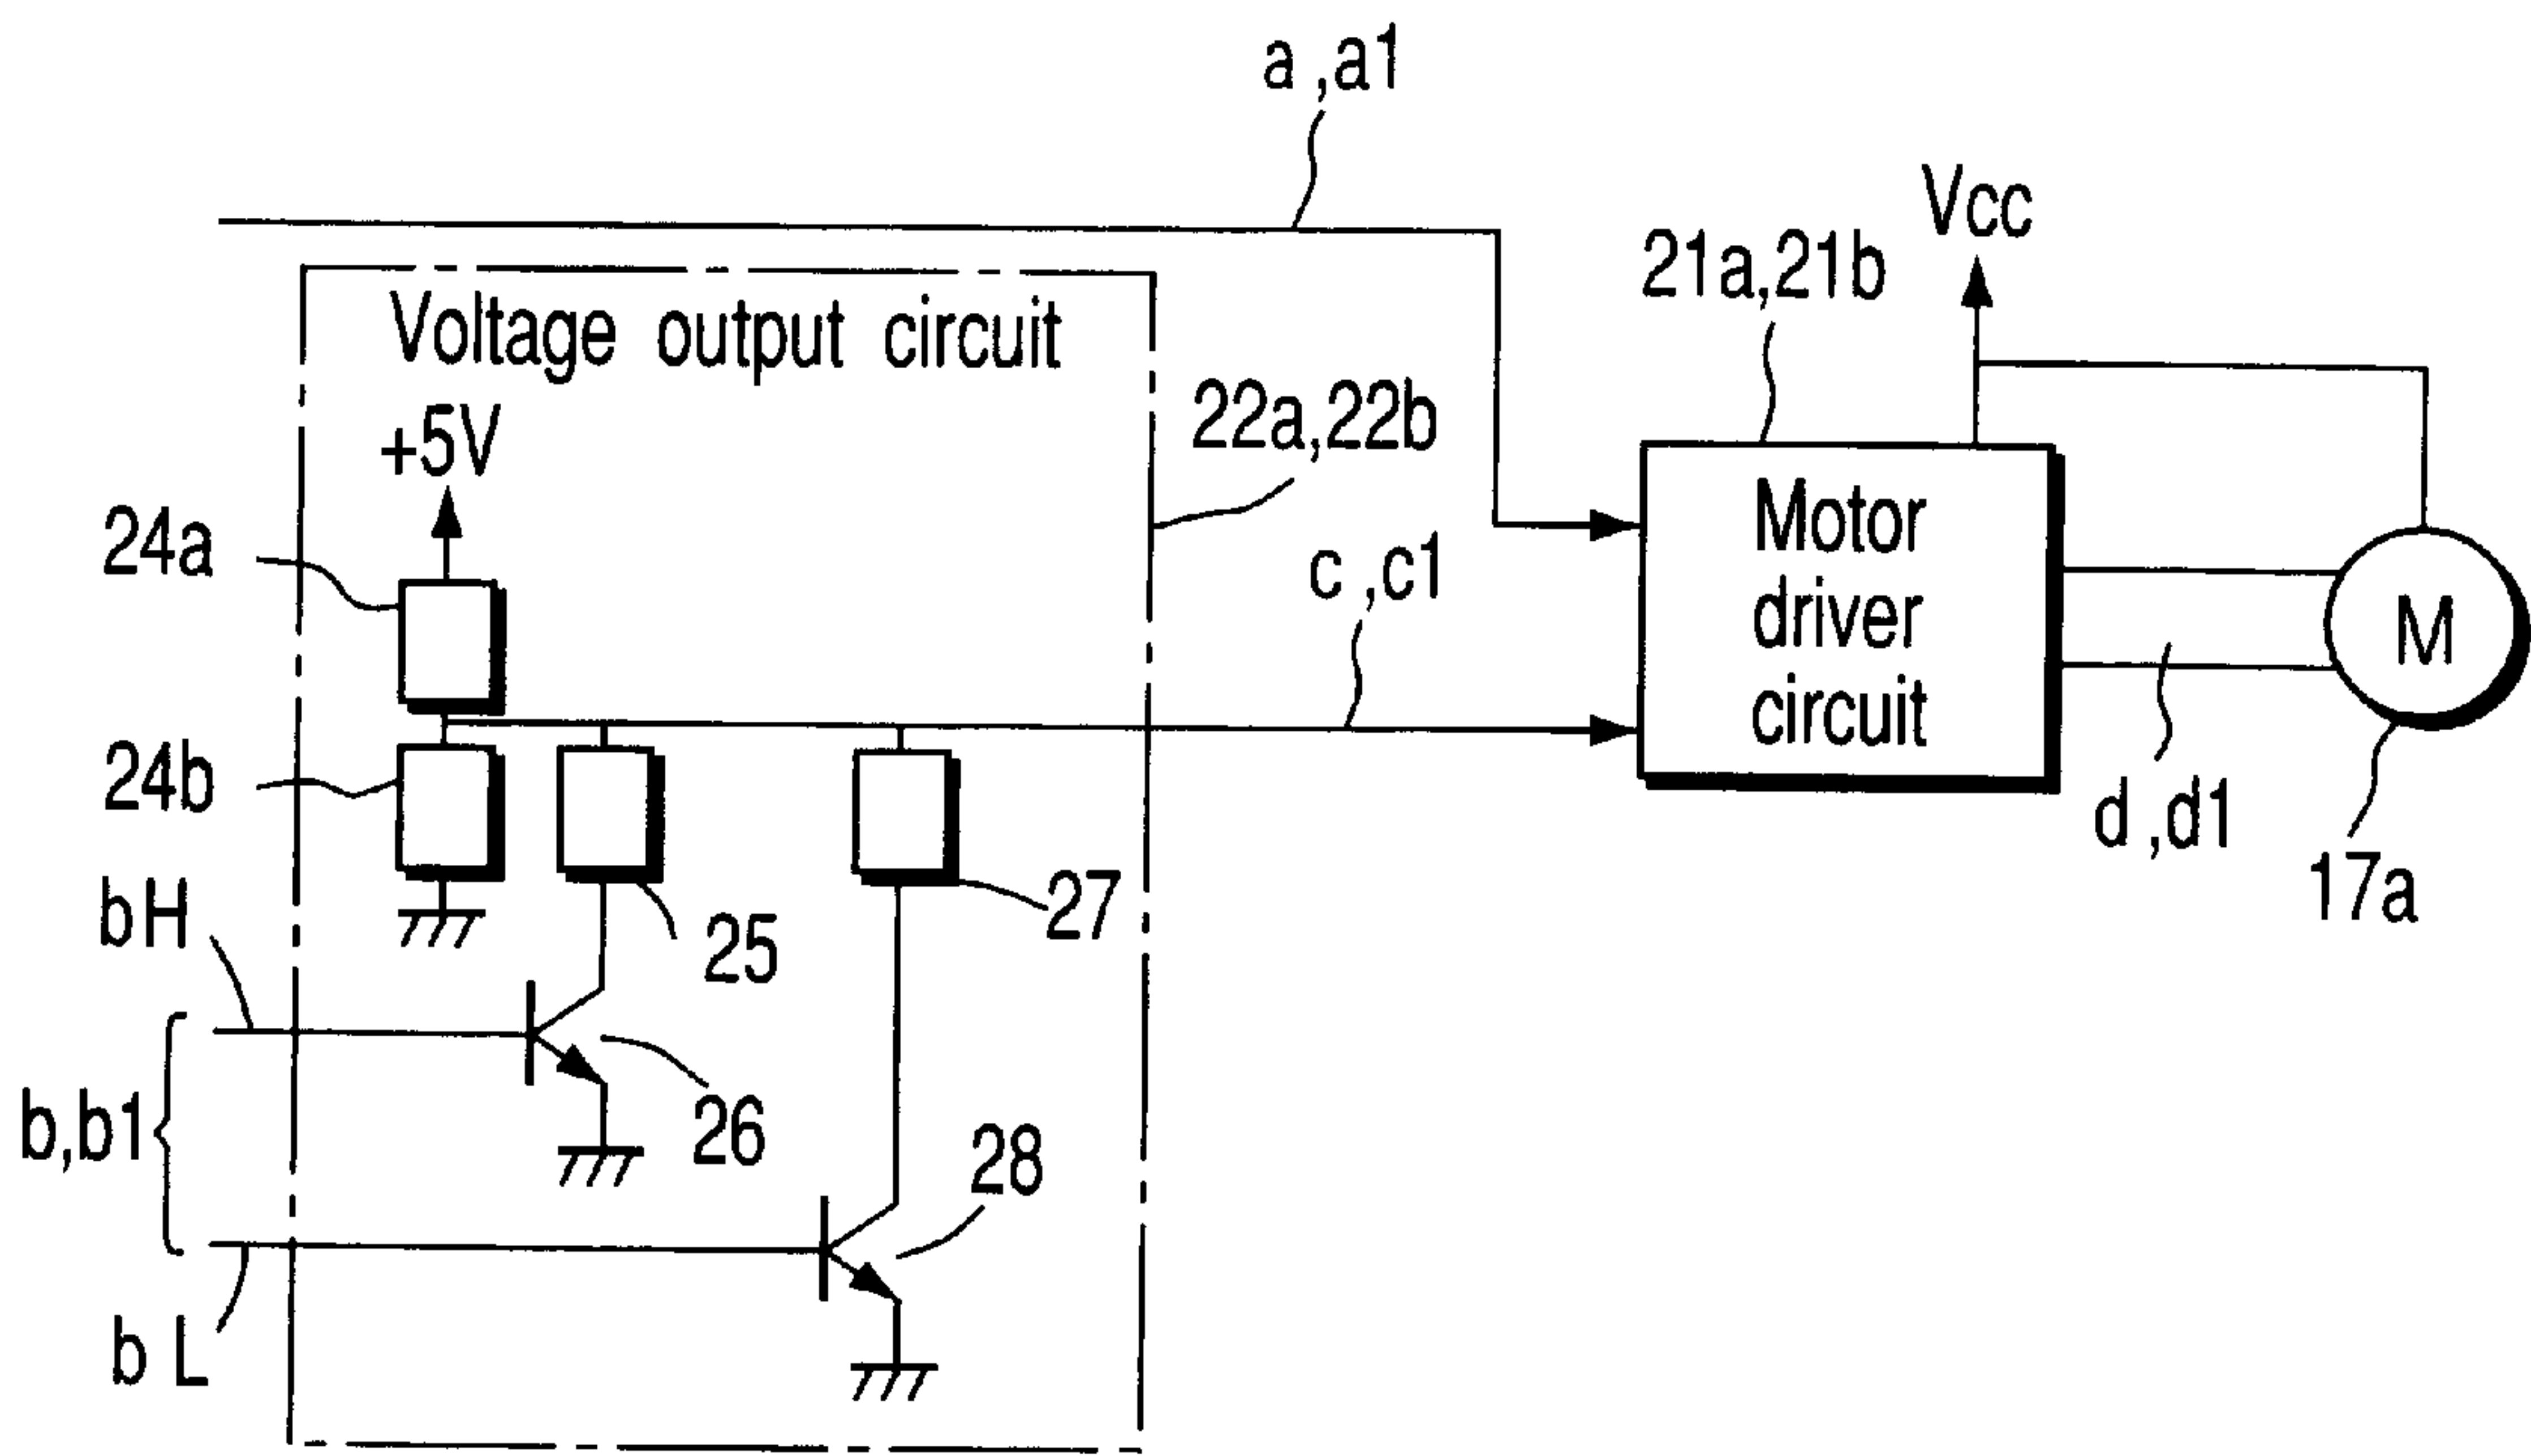 a ,a1
Vcc
21a,21b
Voltage output circuit
22a,22b
+5V
24a
c ,c1
Motor
driver
circuit
M
24b
d ,d1
17a
bH
25
27
b,b1
26
28
b L